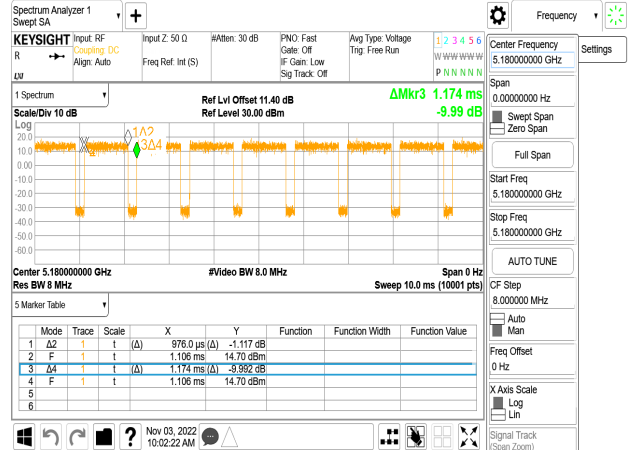 Spectrum Analyzer 1
Swept SA
Frequency
Settings
KEYSIGHT
R
Input: RF
Coupling: DC
Align: Auto
Input Z: 50 Ω
Freq Ref: Int (S)
#Atten: 30 dB
PNO: Fast
Gate: Off
IF Gain: Low
Sig Track: Off
Avg Type: Voltage
Trig: Free Run
1 2 3 4 5 6
W W W W W W
P N N N N N
1 Spectrum
Scale/Div 10 dB
Ref Lvl Offset 11.40 dB
Ref Level 30.00 dBm
ΔMkr3 1.174 ms
-9.99 dB
Log
20.0
10.0
0.00
-10.0
-20.0
-30.0
-40.0
-50.0
-60.0
1Δ2
3Δ4
Center 5.180000000 GHz
Res BW 8 MHz
#Video BW 8.0 MHz
Span 0 Hz
Sweep 10.0 ms (10001 pts)
5 Marker Table
Mode Trace Scale X Y Function Function Width Function Value
1 Δ2 1 t (Δ) 976.0 µs (Δ) -1.117 dB
2 F 1 t 1.106 ms 14.70 dBm
3 Δ4 1 t (Δ) 1.174 ms (Δ) -9.992 dB
4 F 1 t 1.106 ms 14.70 dBm
5
6
Nov 03, 2022
10:02:22 AM
Center Frequency
5.180000000 GHz
Span
0.00000000 Hz
Swept Span
Zero Span
Full Span
Start Freq
5.180000000 GHz
Stop Freq
5.180000000 GHz
AUTO TUNE
CF Step
8.000000 MHz
Auto
Man
Freq Offset
0 Hz
X Axis Scale
Log
Lin
Signal Track
(Span Zoom)